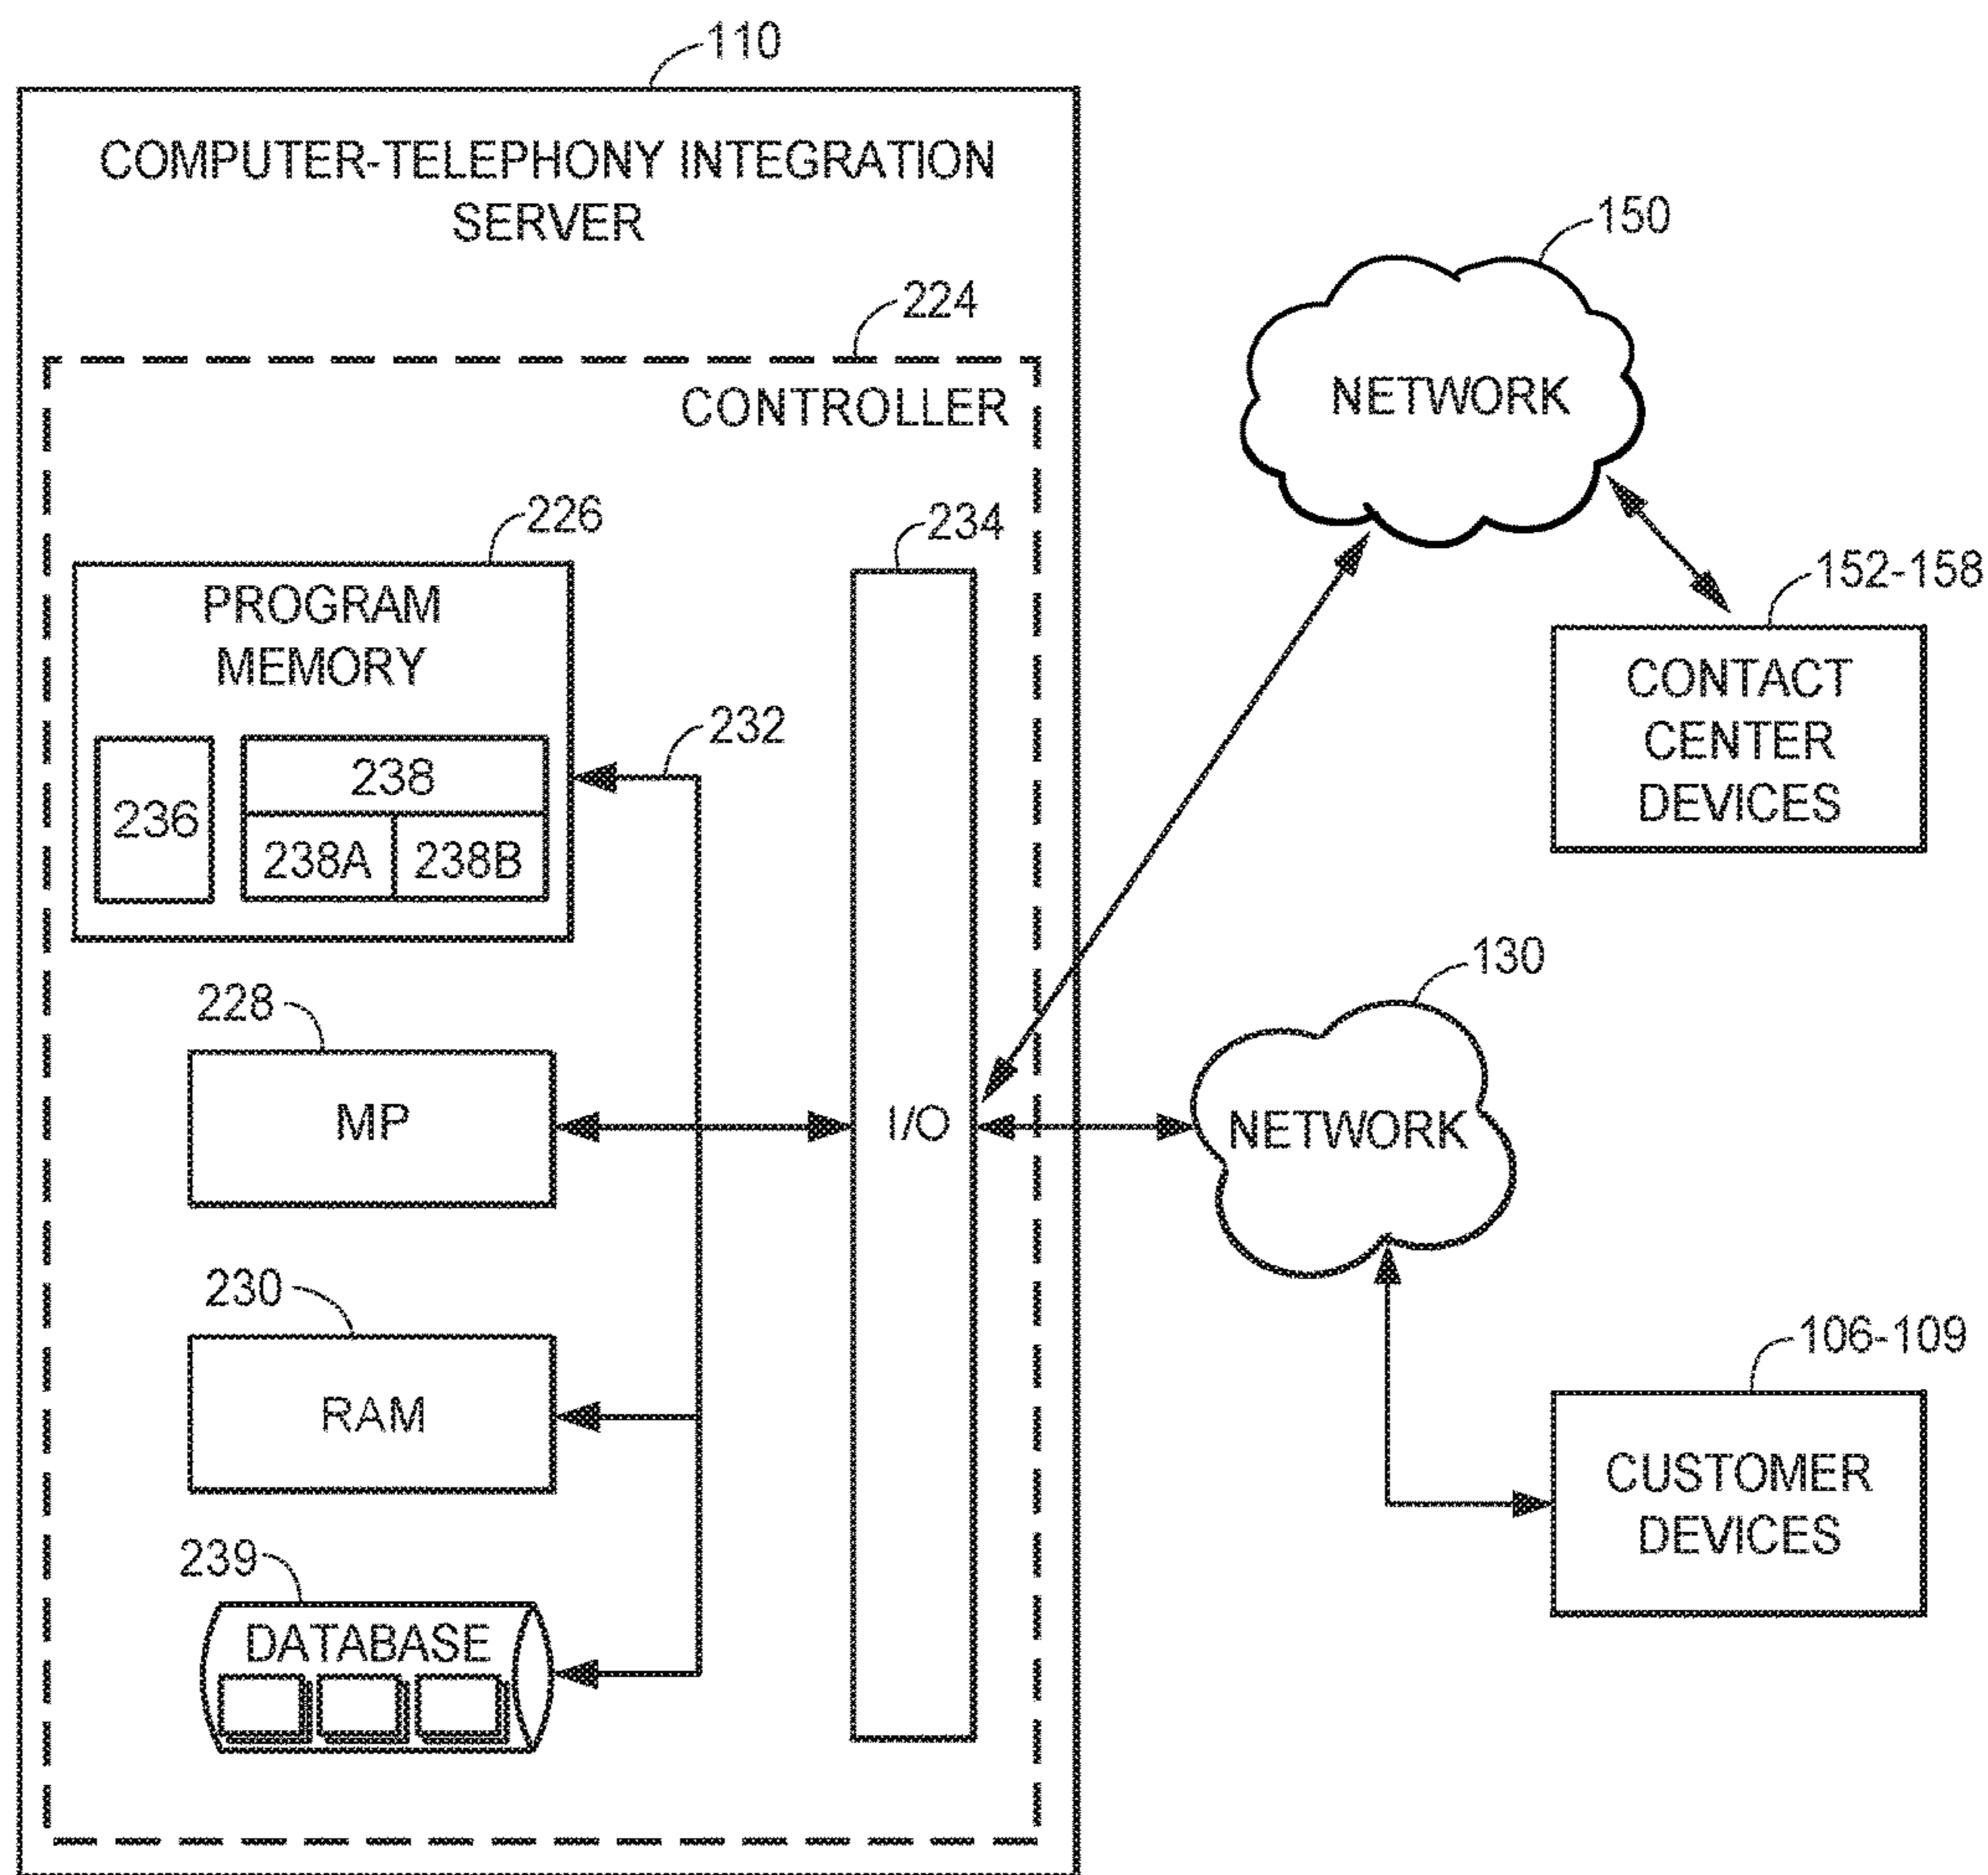 110
COMPUTER-TELEPHONY INTEGRATION
SERVER
224
CONTROLLER
226
PROGRAM
MEMORY
236
238
238A
238B
232
234
I/O
228
MP
230
RAM
239
DATABASE
150
NETWORK
152-158
CONTACT
CENTER
DEVICES
130
NETWORK
106-109
CUSTOMER
DEVICES